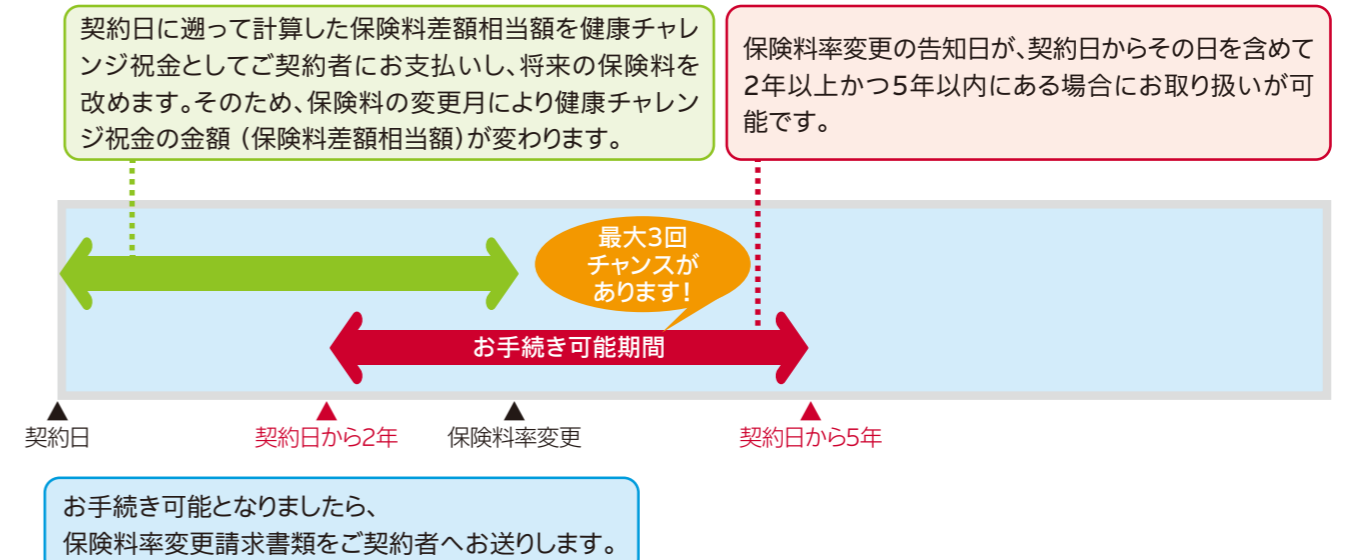 契約日に遡って計算した保険料差額相当額を健康チャレ
ンジ祝金としてご契約者にお支払いし、将来の保険料を
改めます。そのため、保険料の変更月により健康チャレン
ジ祝金の金額（保険料差額相当額）が変わります。
保険料率変更の告知日が、契約日からその日を含めて
2年以上かつ5年以内にある場合にお取り扱いが可
能です。
最大3回
チャンスが
あります！
お手続き可能期間
契約日
契約日から2年
保険料率変更
契約日から5年
お手続き可能となりましたら、
保険料率変更請求書類をご契約者へお送りします。